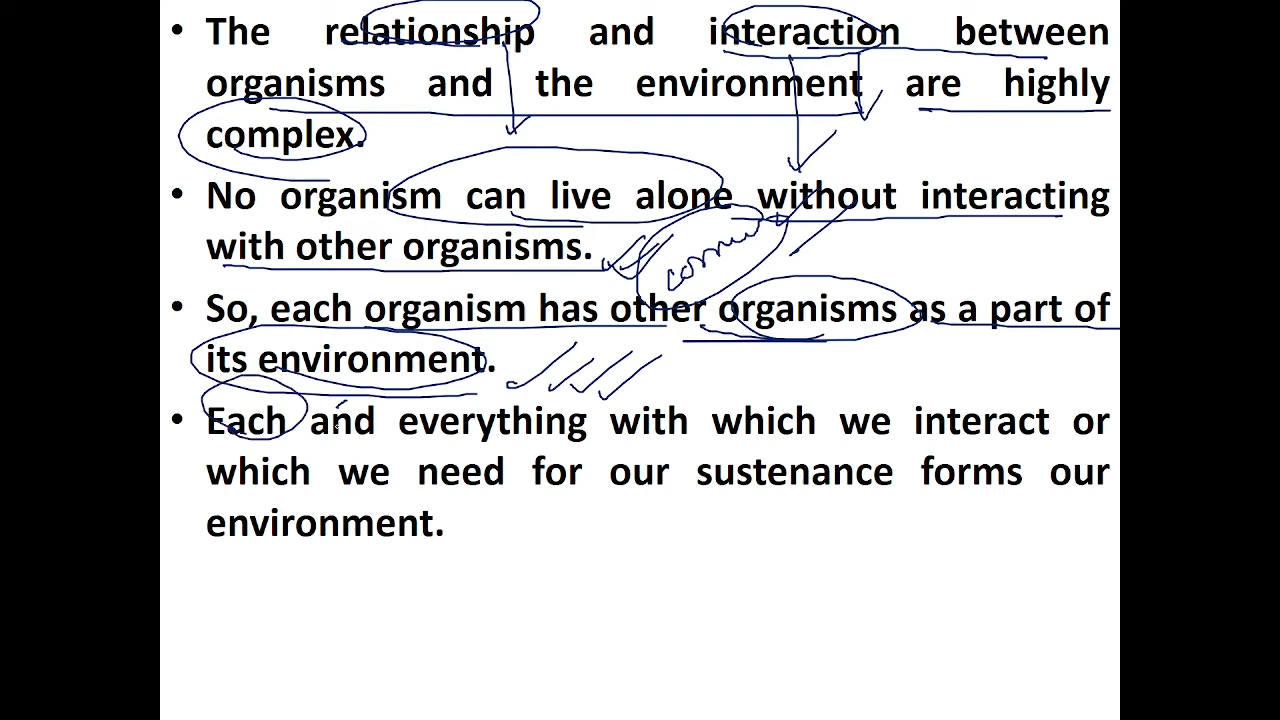 • The relationship and interaction between
organisms and the environment are highly
complex.
• No organism can live alone without interacting
with other organisms.
• So, each organism has other organisms as a part of
its environment.
• Each and everything with which we interact or
which we need for our sustenance forms our
environment.